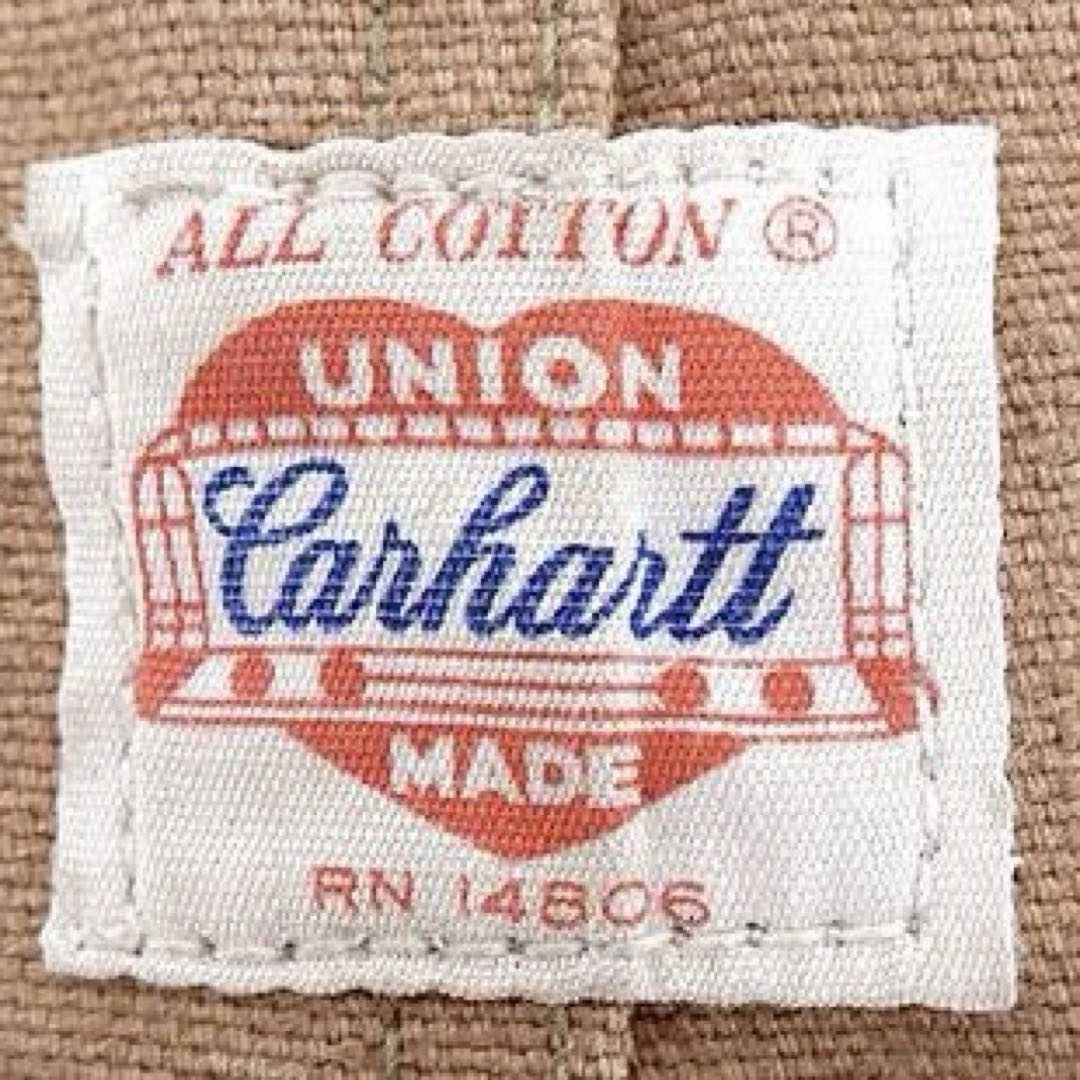 ALL COTTON ®
UNION
Carhartt
MADE
RN 14806